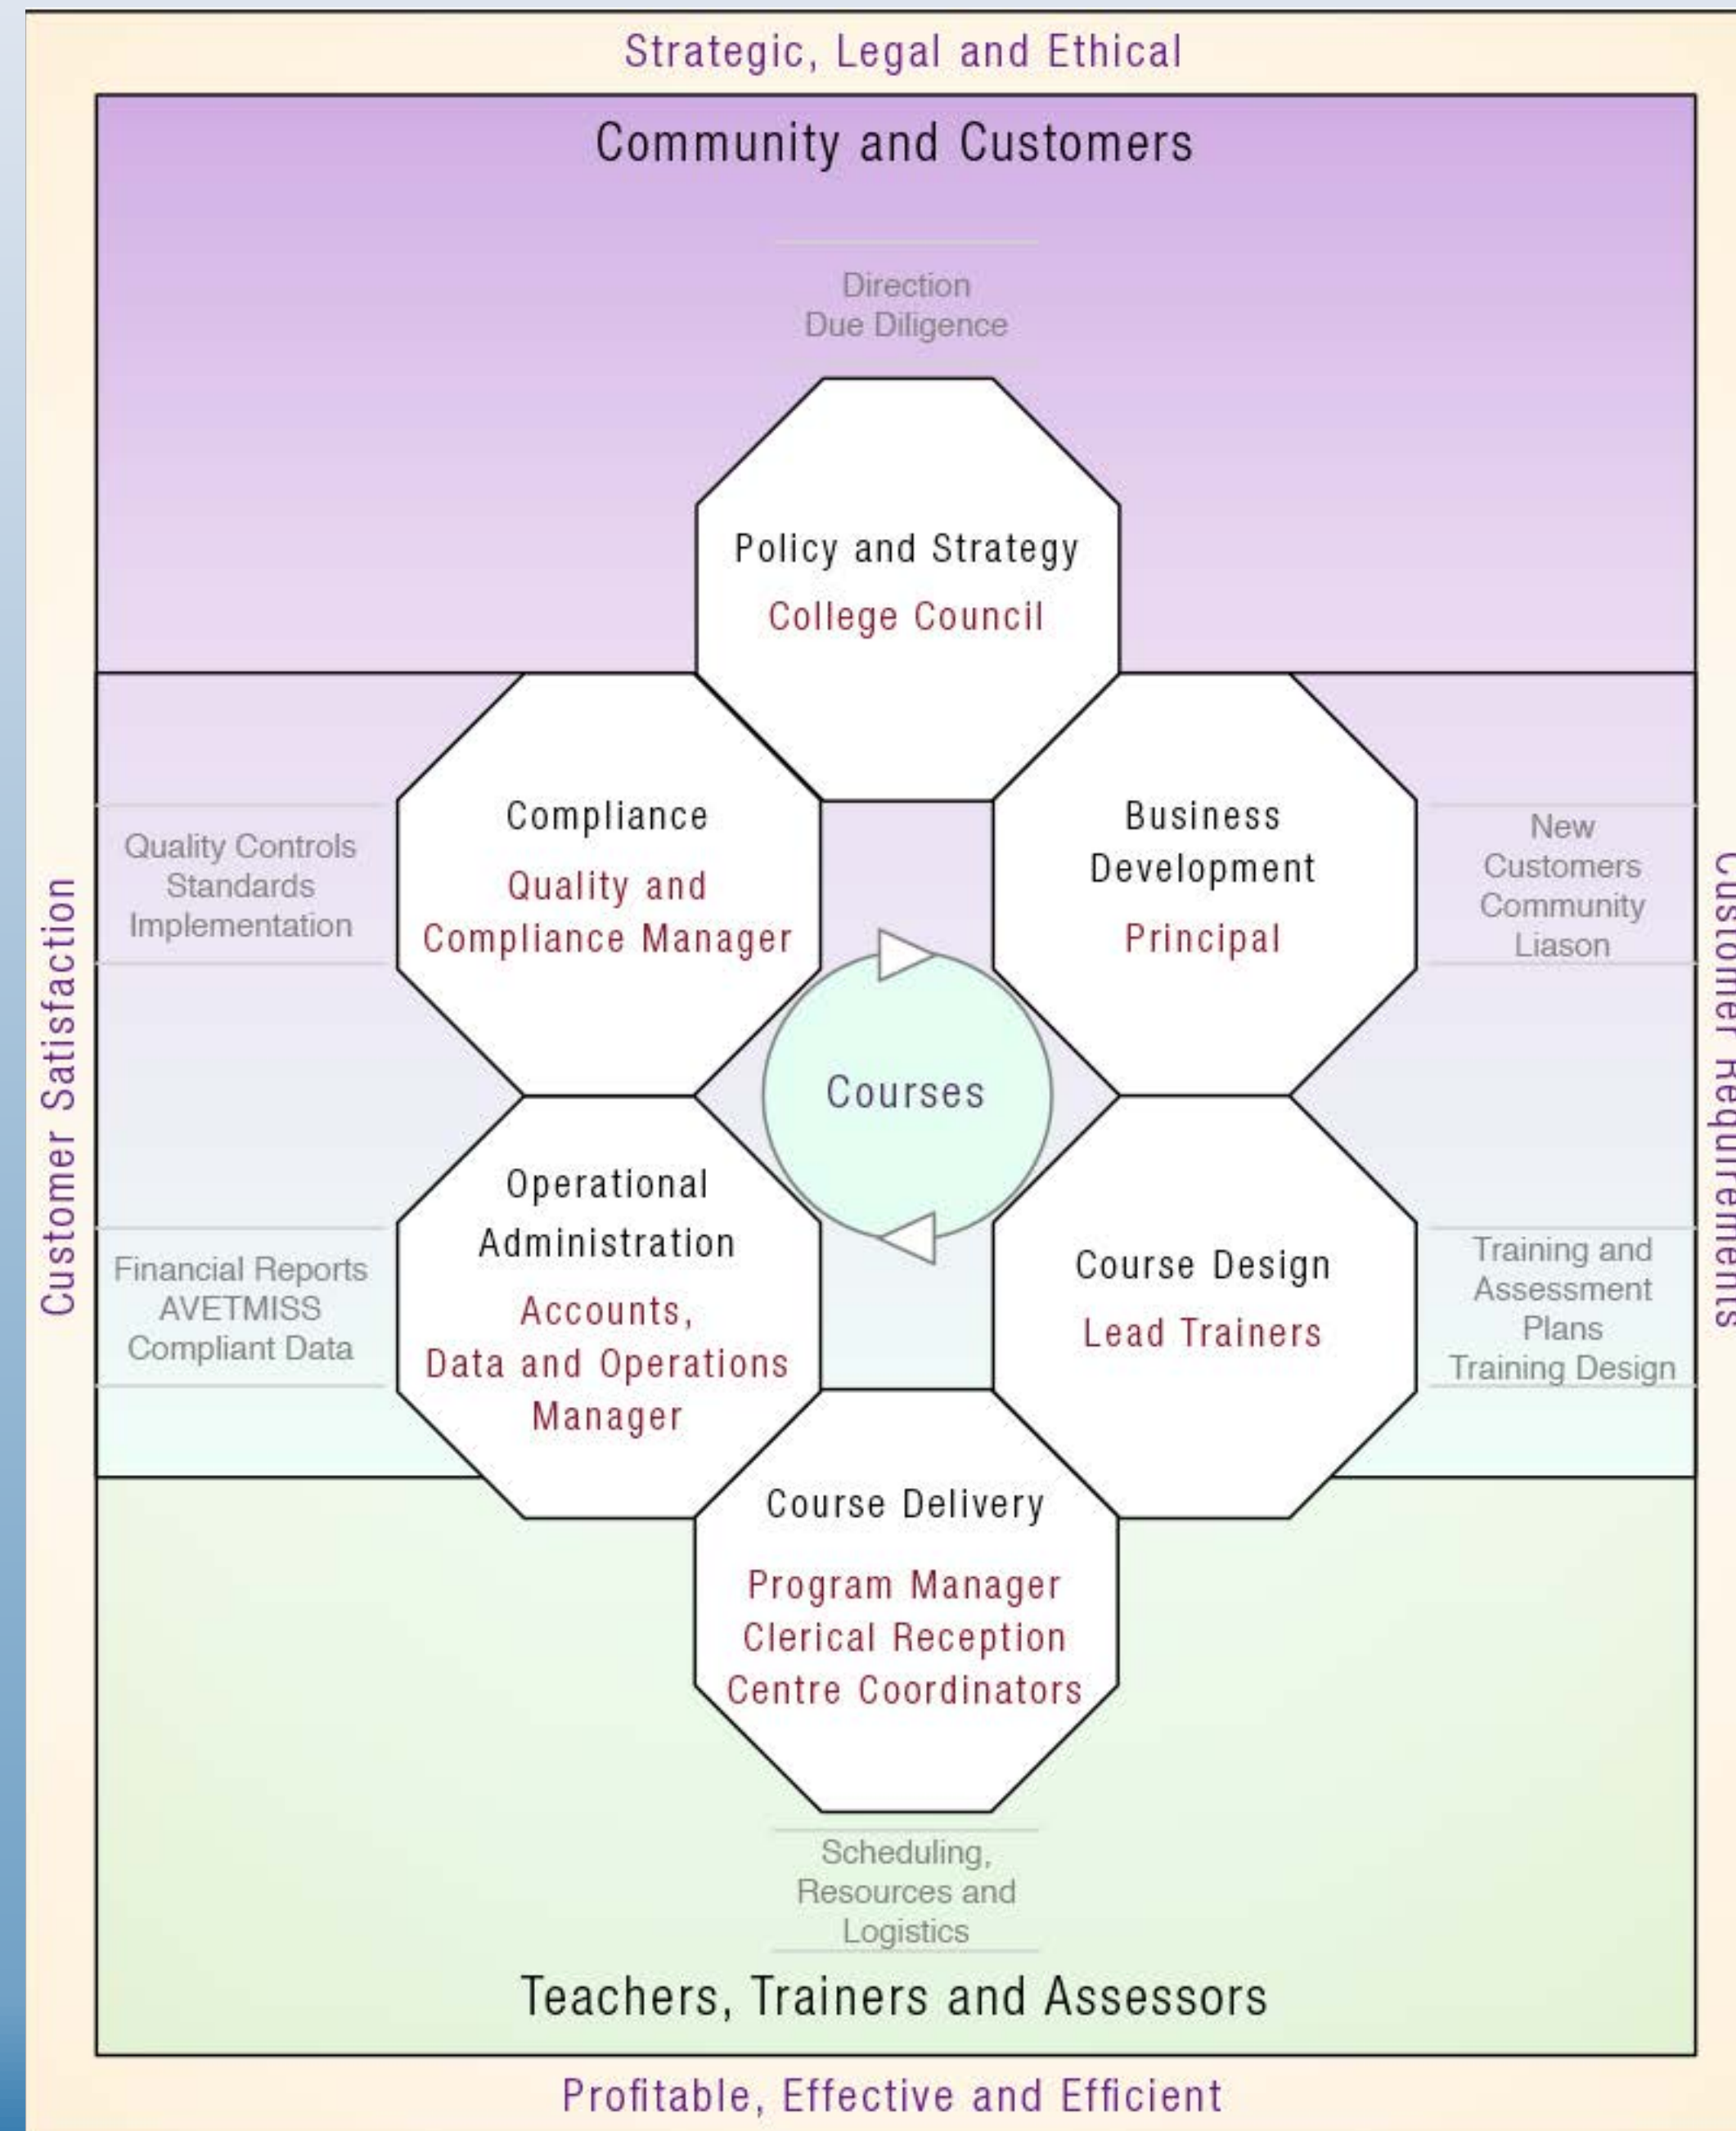 Strategic, Legal and Ethical
Community and Customers
Direction
Due Diligence
Policy and Strategy
College Council
Compliance
Quality and
Compliance Manager
Business
Development
Principal
Quality Controls
Standards
Implementation
New
Customers
Community
Liason
Customer Satisfaction
Customer Requirements
Courses
Operational
Administration
Accounts,
Data and Operations
Manager
Course Design
Lead Trainers
Financial Reports
AVETMISS
Compliant Data
Training and
Assessment
Plans
Training Design
Course Delivery
Program Manager
Clerical Reception
Centre Coordinators
Scheduling,
Resources and
Logistics
Teachers, Trainers and Assessors
Profitable, Effective and Efficient